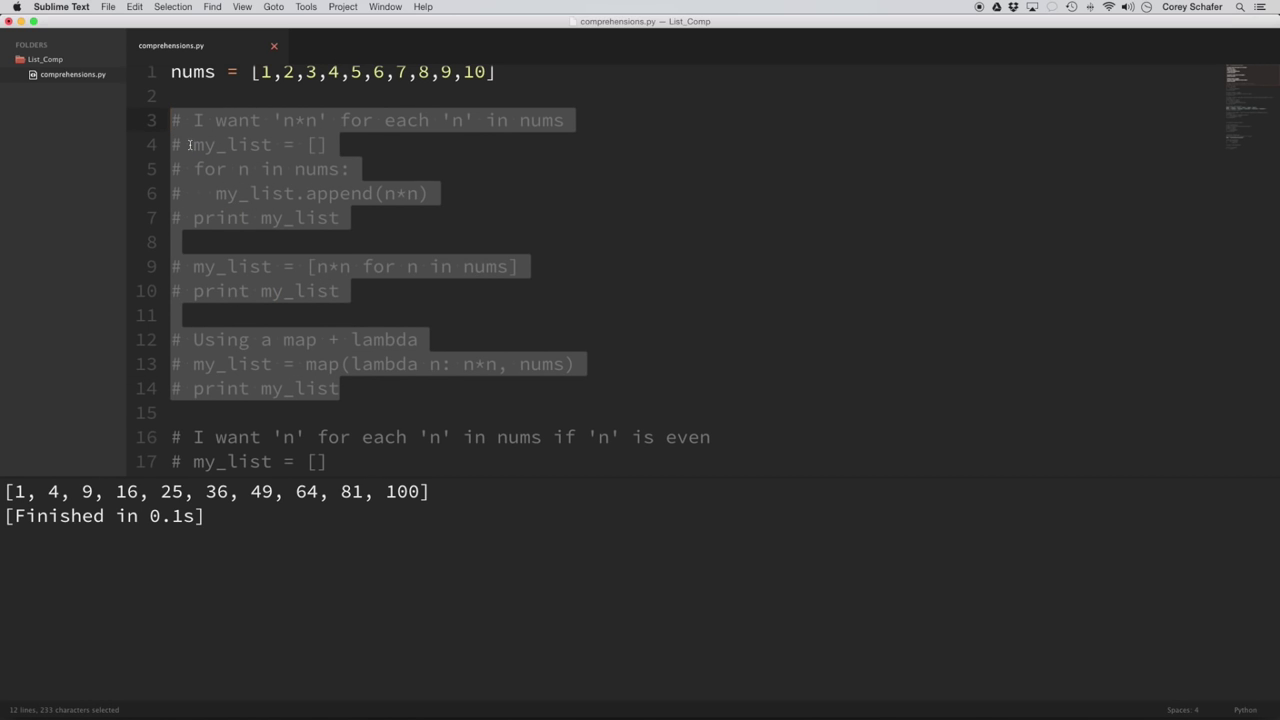 Sublime Text File Edit Selection Find View Goto Tools Project Window Help Corey Schafer
comprehensions.py — List_Comp
FOLDERS
List_Comp
comprehensions.py
comprehensions.py
1 nums = [1,2,3,4,5,6,7,8,9,10]
2
3 # I want 'n*n' for each 'n' in nums
4 # my_list = []
5 # for n in nums:
6 #   my_list.append(n*n)
7 # print my_list
8
9 # my_list = [n*n for n in nums]
10 # print my_list
11
12 # Using a map + lambda
13 # my_list = map(lambda n: n*n, nums)
14 # print my_list
15
16 # I want 'n' for each 'n' in nums if 'n' is even
17 # my_list = []
[1, 4, 9, 16, 25, 36, 49, 64, 81, 100]
[Finished in 0.1s]
12 lines, 233 characters selected
Spaces: 4 Python